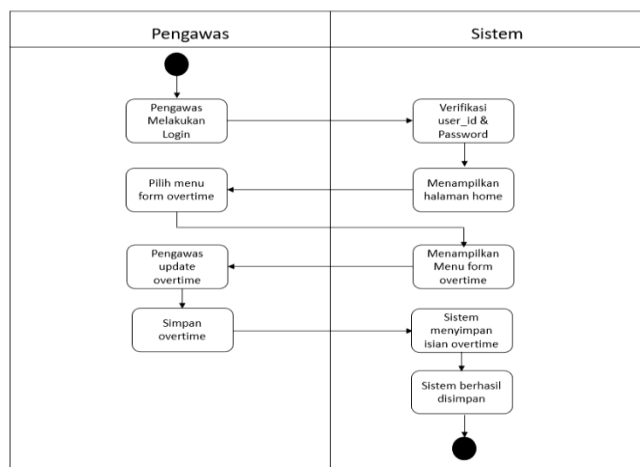 Pengawas
Sistem
Pengawas
Melakukan
Login
Verifikasi
user_id &
Password
Pilih menu
form overtime
Menampilkan
halaman home
Pengawas
update
overtime
Menampilkan
Menu form
overtime
Simpan
overtime
Sistem
menyimpan
isian overtime
Sistem berhasil
disimpan